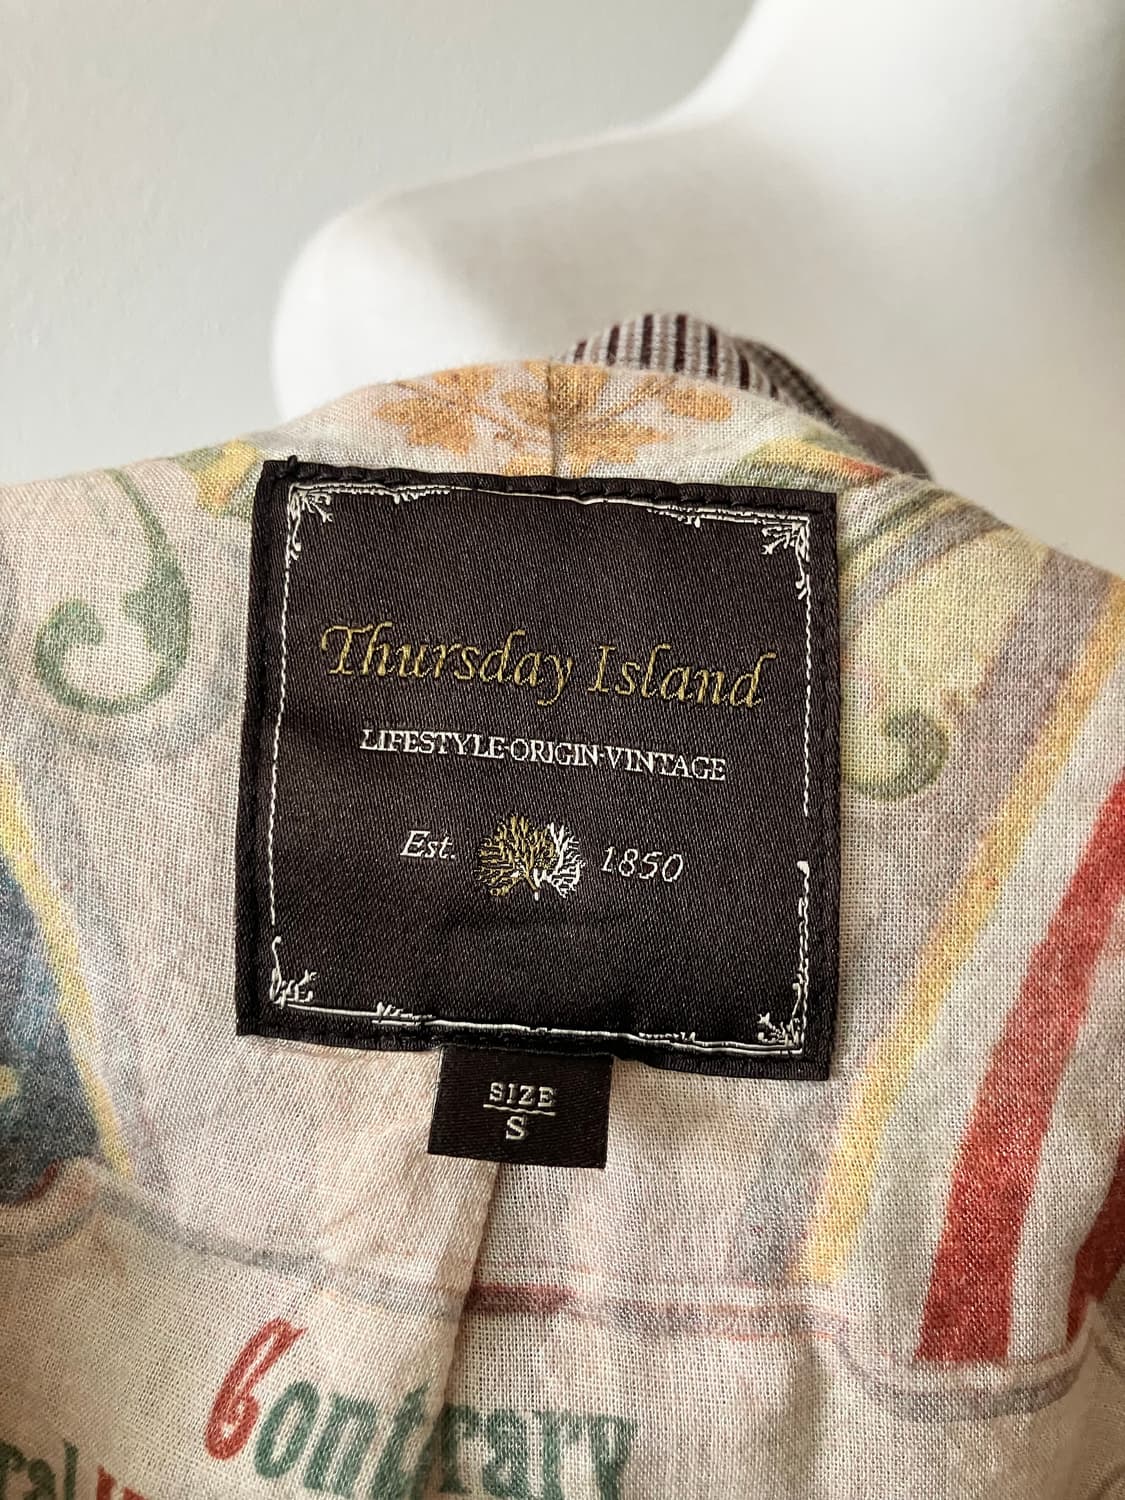 Thursday Island
LIFESTYLE·ORIGIN·VINTAGE
Est. 1850
SIZE
S
Contrary